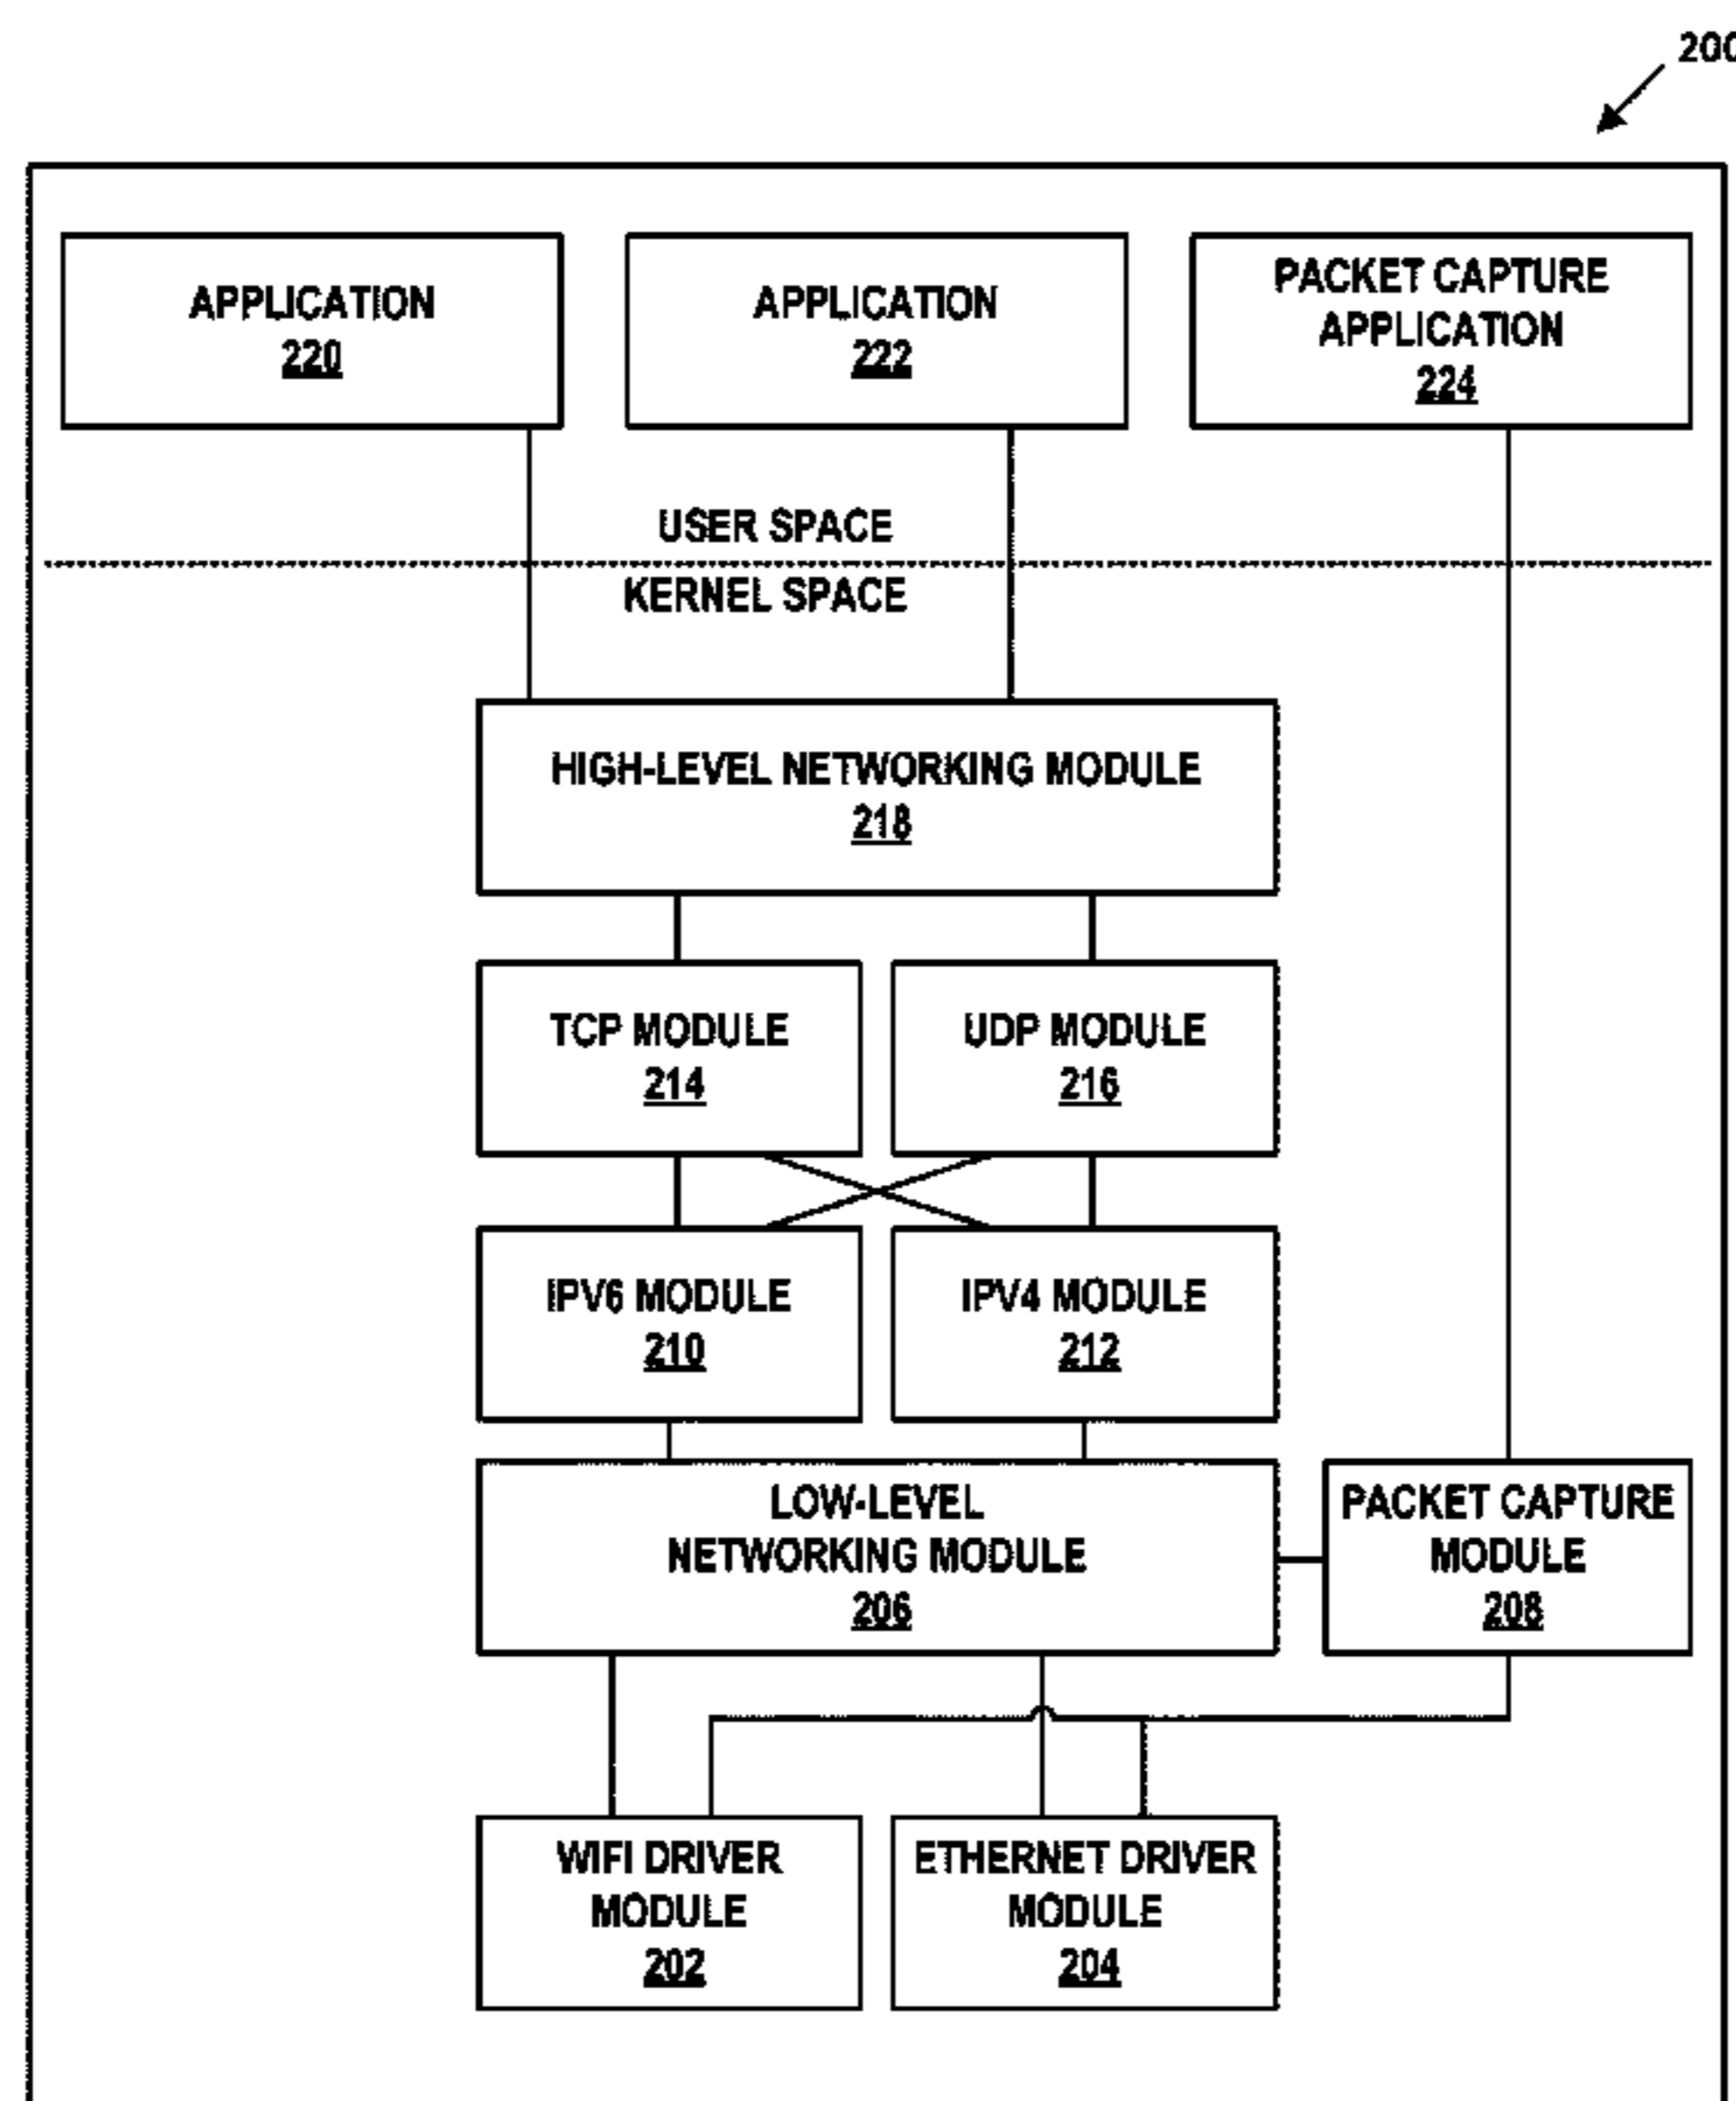 200
APPLICATION
220
APPLICATION
222
PACKET CAPTURE
APPLICATION
224
USER SPACE
KERNEL SPACE
HIGH-LEVEL NETWORKING MODULE
218
TCP MODULE
214
UDP MODULE
216
IPV6 MODULE
210
IPV4 MODULE
212
LOW-LEVEL
NETWORKING MODULE
206
PACKET CAPTURE
MODULE
208
WIFI DRIVER
MODULE
202
ETHERNET DRIVER
MODULE
204